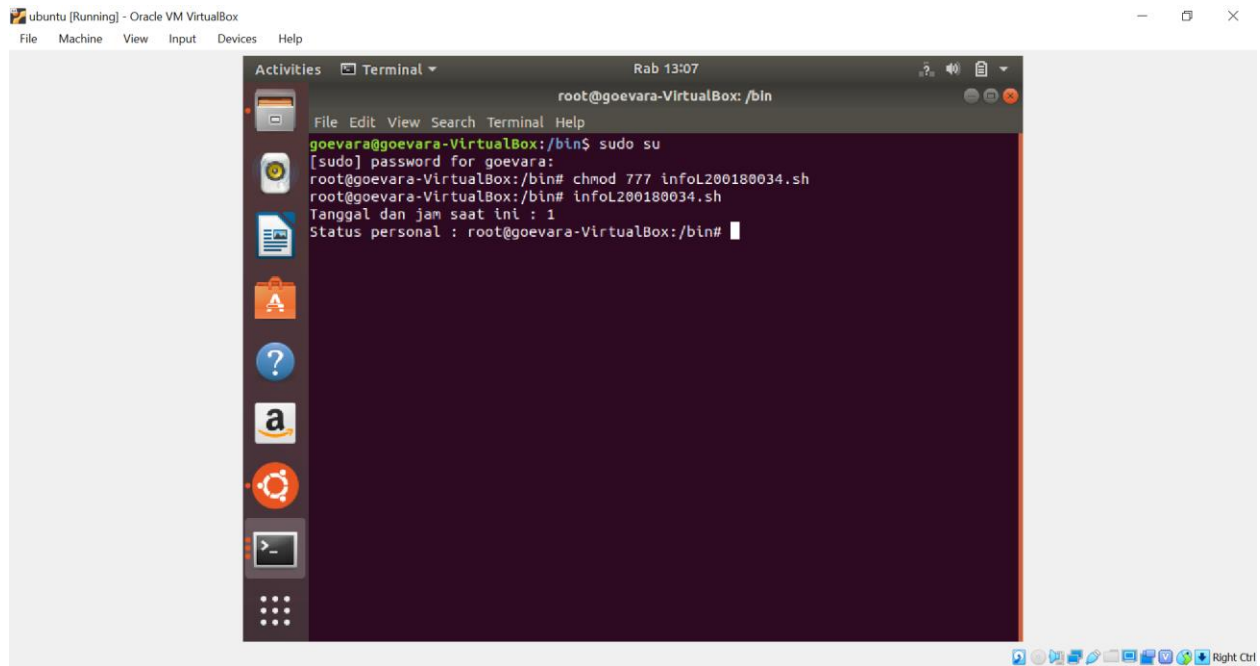 ubuntu [Running] - Oracle VM VirtualBox
File Machine View Input Devices Help
Activities Terminal Rab 13:07
root@goevara-VirtualBox: /bin
File Edit View Search Terminal Help
goevara@goevara-VirtualBox:/bin$ sudo su
[sudo] password for goevara:
root@goevara-VirtualBox:/bin# chmod 777 infoL200180034.sh
root@goevara-VirtualBox:/bin# infoL200180034.sh
Tanggal dan jam saat ini : 1
Status personal : root@goevara-VirtualBox:/bin#
Right Ctrl